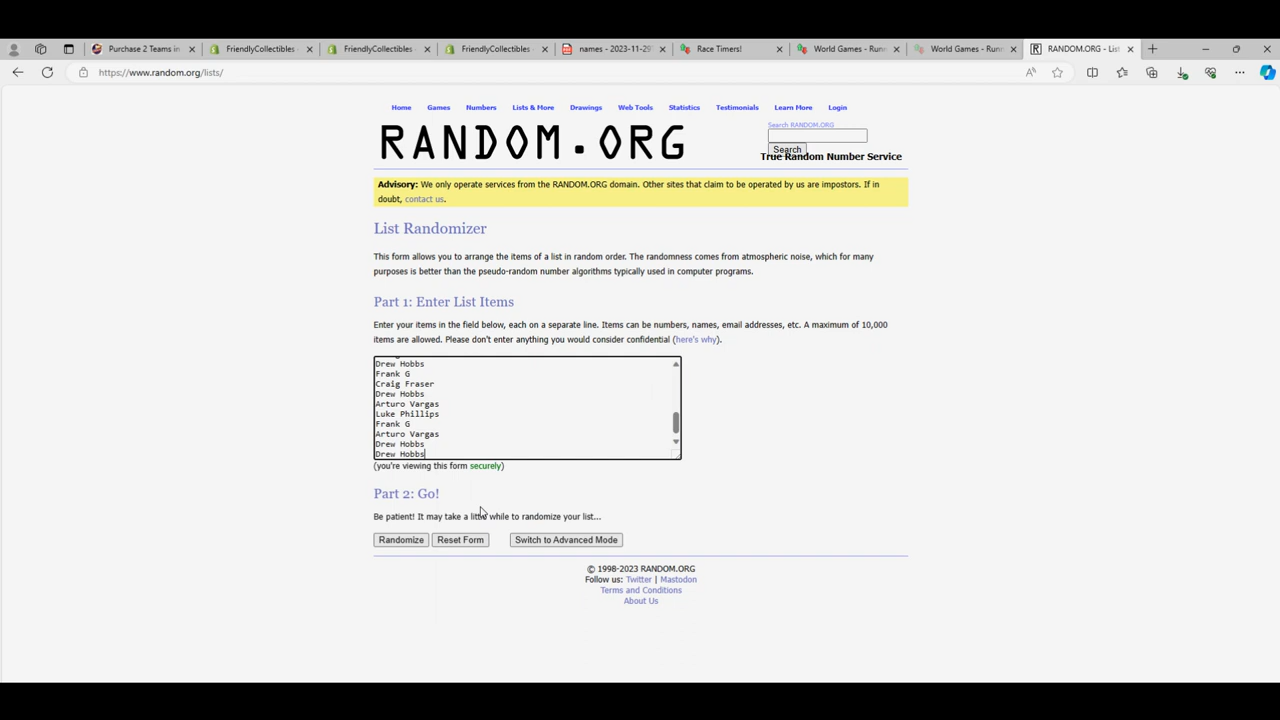 Purchase 2 Teams in
FriendlyCollectibles
FriendlyCollectibles
FriendlyCollectibles
names - 2023-11-29
Race Timers!
World Games - Runn
World Games - Runn
RANDOM.ORG - List
https://www.random.org/lists/
Home Games Numbers Lists & More Drawings Web Tools Statistics Testimonials Learn More Login
RANDOM.ORG
Search RANDOM.ORG
Search
True Random Number Service
Advisory: We only operate services from the RANDOM.ORG domain. Other sites that claim to be operated by us are impostors. If in
doubt, contact us.
List Randomizer
This form allows you to arrange the items of a list in random order. The randomness comes from atmospheric noise, which for many
purposes is better than the pseudo-random number algorithms typically used in computer programs.
Part 1: Enter List Items
Enter your items in the field below, each on a separate line. Items can be numbers, names, email addresses, etc. A maximum of 10,000
items are allowed. Please don't enter anything you would consider confidential (here's why).
Drew Hobbs
Frank G
Craig Fraser
Drew Hobbs
Arturo Vargas
Luke Phillips
Frank G
Arturo Vargas
Drew Hobbs
Drew Hobbs
(you're viewing this form securely)
Part 2: Go!
Be patient! It may take a little while to randomize your list...
Randomize Reset Form Switch to Advanced Mode
© 1998-2023 RANDOM.ORG
Follow us: Twitter | Mastodon
Terms and Conditions
About Us